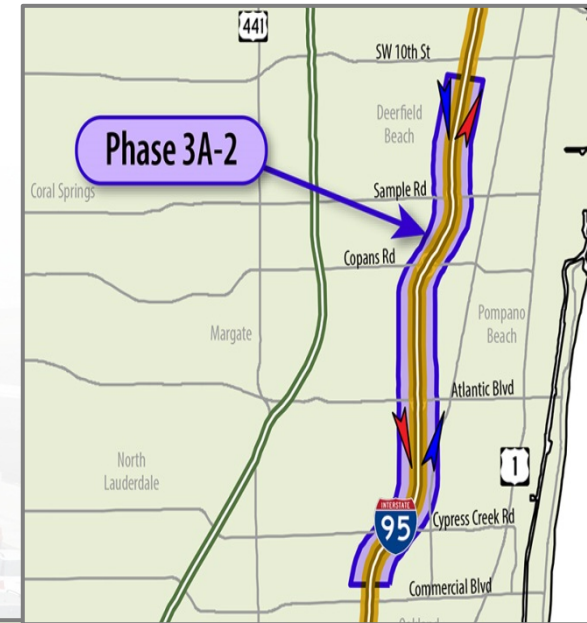 441
SW 10th St
Deerfield
Beach
Phase 3A-2
Coral Springs
Sample Rd
Copans Rd
Pompano
Beach
Margate
Atlantic Blvd
North
Lauderdale
1
INTERSTATE
95
Cypress Creek Rd
Commercial Blvd